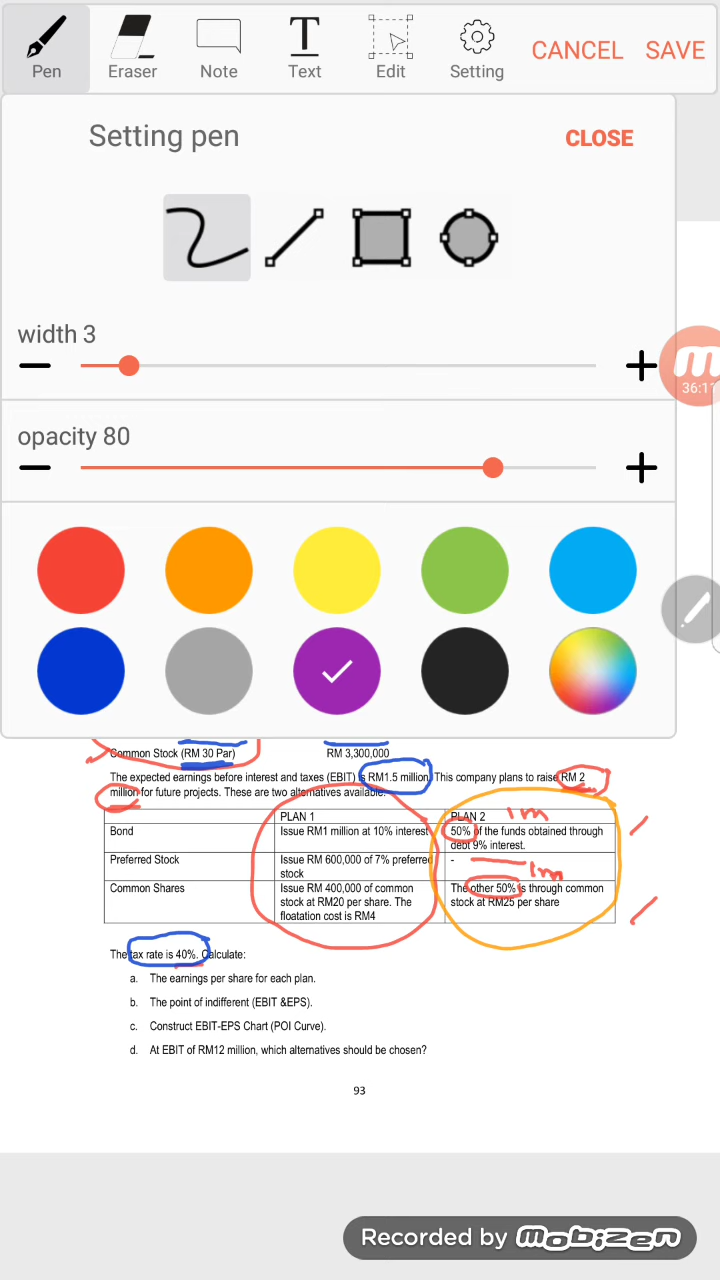 Pen Eraser Note Text Edit Setting CANCEL SAVE
Setting pen CLOSE
width 3
36:11
opacity 80
Common Stock (RM 30 Par) RM 3,300,000
The expected earnings before interest and taxes (EBIT) is RM1.5 million. This company plans to raise RM 2
million for future projects. These are two alternatives available:
PLAN 1 PLAN 2 1m
Bond Issue RM1 million at 10% interest 50% of the funds obtained through
debt 9% interest.
Preferred Stock Issue RM 600,000 of 7% preferred
stock -
1m
Common Shares Issue RM 400,000 of common
stock at RM20 per share. The
floatation cost is RM4 The other 50% is through common
stock at RM25 per share
The tax rate is 40%. Calculate:
a. The earnings per share for each plan.
b. The point of indifferent (EBIT &EPS).
c. Construct EBIT-EPS Chart (POI Curve).
d. At EBIT of RM12 million, which alternatives should be chosen?
93
Recorded by mobizen